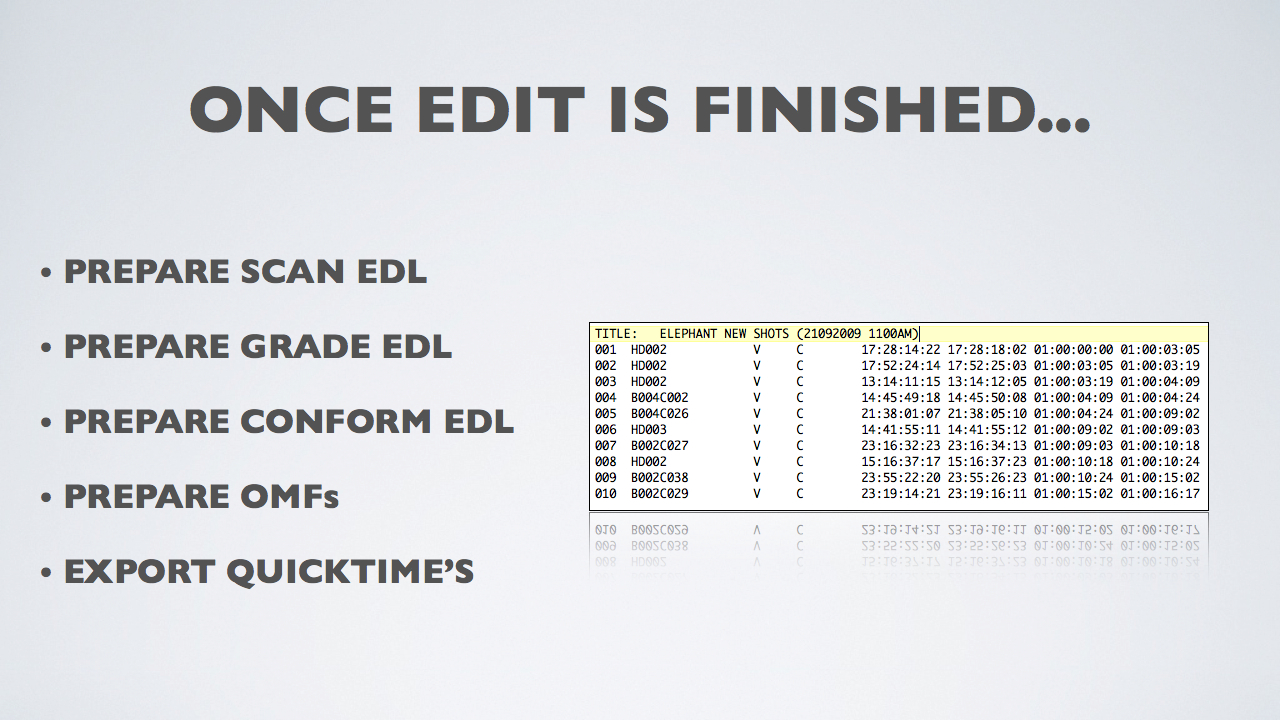 ONCE EDIT IS FINISHED...
• PREPARE SCAN EDL
• PREPARE GRADE EDL
• PREPARE CONFORM EDL
• PREPARE OMFs
• EXPORT QUICKTIME’S
TITLE: ELEPHANT NEW SHOTS (21092009 1100AM)
001 HD002 V C 17:28:14:22 17:28:18:02 01:00:00:00 01:00:03:05
002 HD002 V C 17:52:24:14 17:52:25:03 01:00:03:05 01:00:03:19
003 HD002 V C 13:14:11:15 13:14:12:05 01:00:03:19 01:00:04:09
004 B004C002 V C 14:45:49:18 14:45:50:08 01:00:04:09 01:00:04:24
005 B004C026 V C 21:38:01:07 21:38:05:10 01:00:04:24 01:00:09:02
006 HD003 V C 14:41:55:11 14:41:55:12 01:00:09:02 01:00:09:03
007 B002C027 V C 23:16:32:23 23:16:34:13 01:00:09:03 01:00:10:18
008 HD002 V C 15:16:37:17 15:16:37:23 01:00:10:18 01:00:10:24
009 B002C038 V C 23:55:22:20 23:55:26:23 01:00:10:24 01:00:15:02
010 B002C029 V C 23:19:14:21 23:19:16:11 01:00:15:02 01:00:16:17